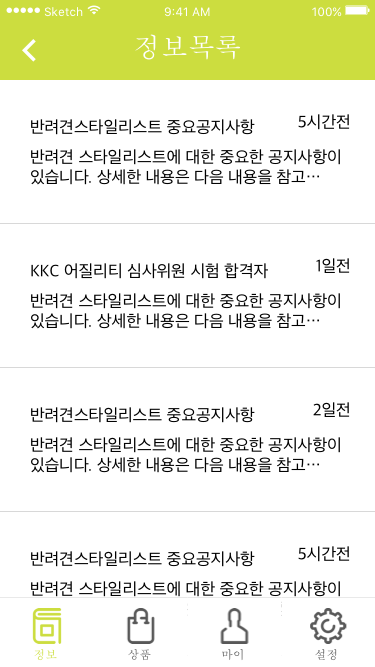 Sketch 9:41 AM 100%
정보목록
반려견스타일리스트 중요공지사항 5시간전
반려견 스타일리스트에 대한 중요한 공지사항이
있습니다. 상세한 내용은 다음 내용을 참고…
KKC 어질리티 심사위원 시험 합격자 1일전
반려견 스타일리스트에 대한 중요한 공지사항이
있습니다. 상세한 내용은 다음 내용을 참고…
반려견스타일리스트 중요공지사항 2일전
반려견 스타일리스트에 대한 중요한 공지사항이
있습니다. 상세한 내용은 다음 내용을 참고…
반려견스타일리스트 중요공지사항 5시간전
반려견 스타일리스트에 대한 중요한 공지사항이
정보 상품 마이 설정